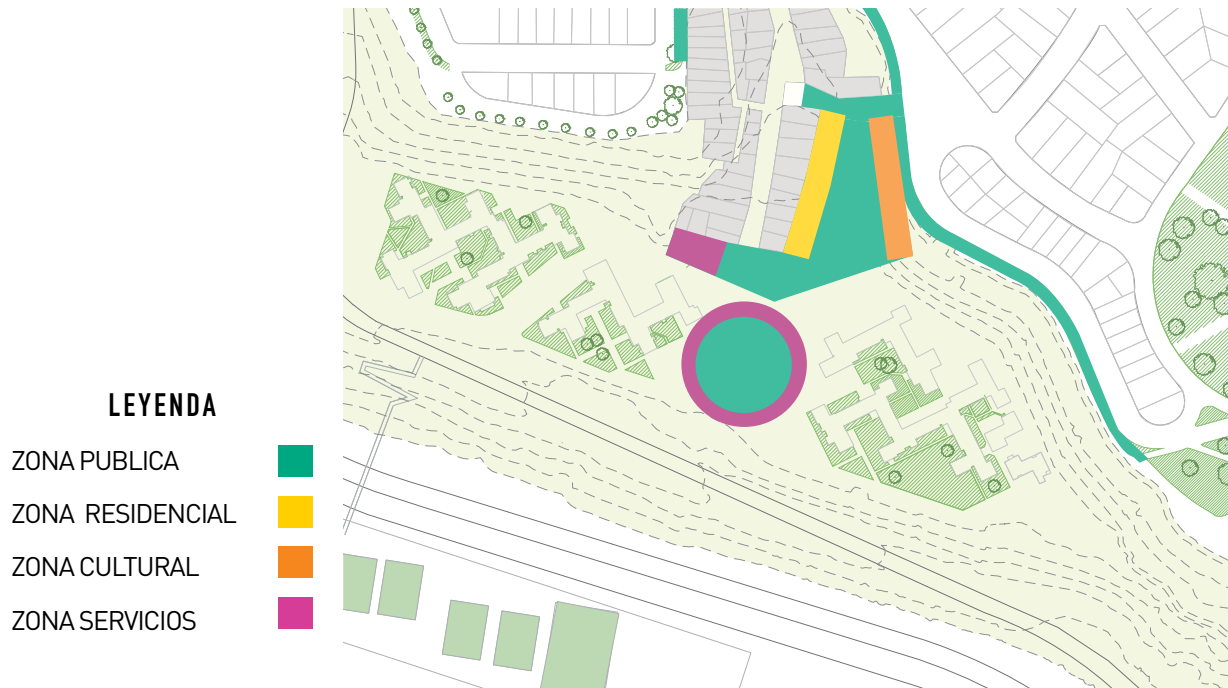 LEYENDA
ZONA PUBLICA
ZONA RESIDENCIAL
ZONA CULTURAL
ZONA SERVICIOS